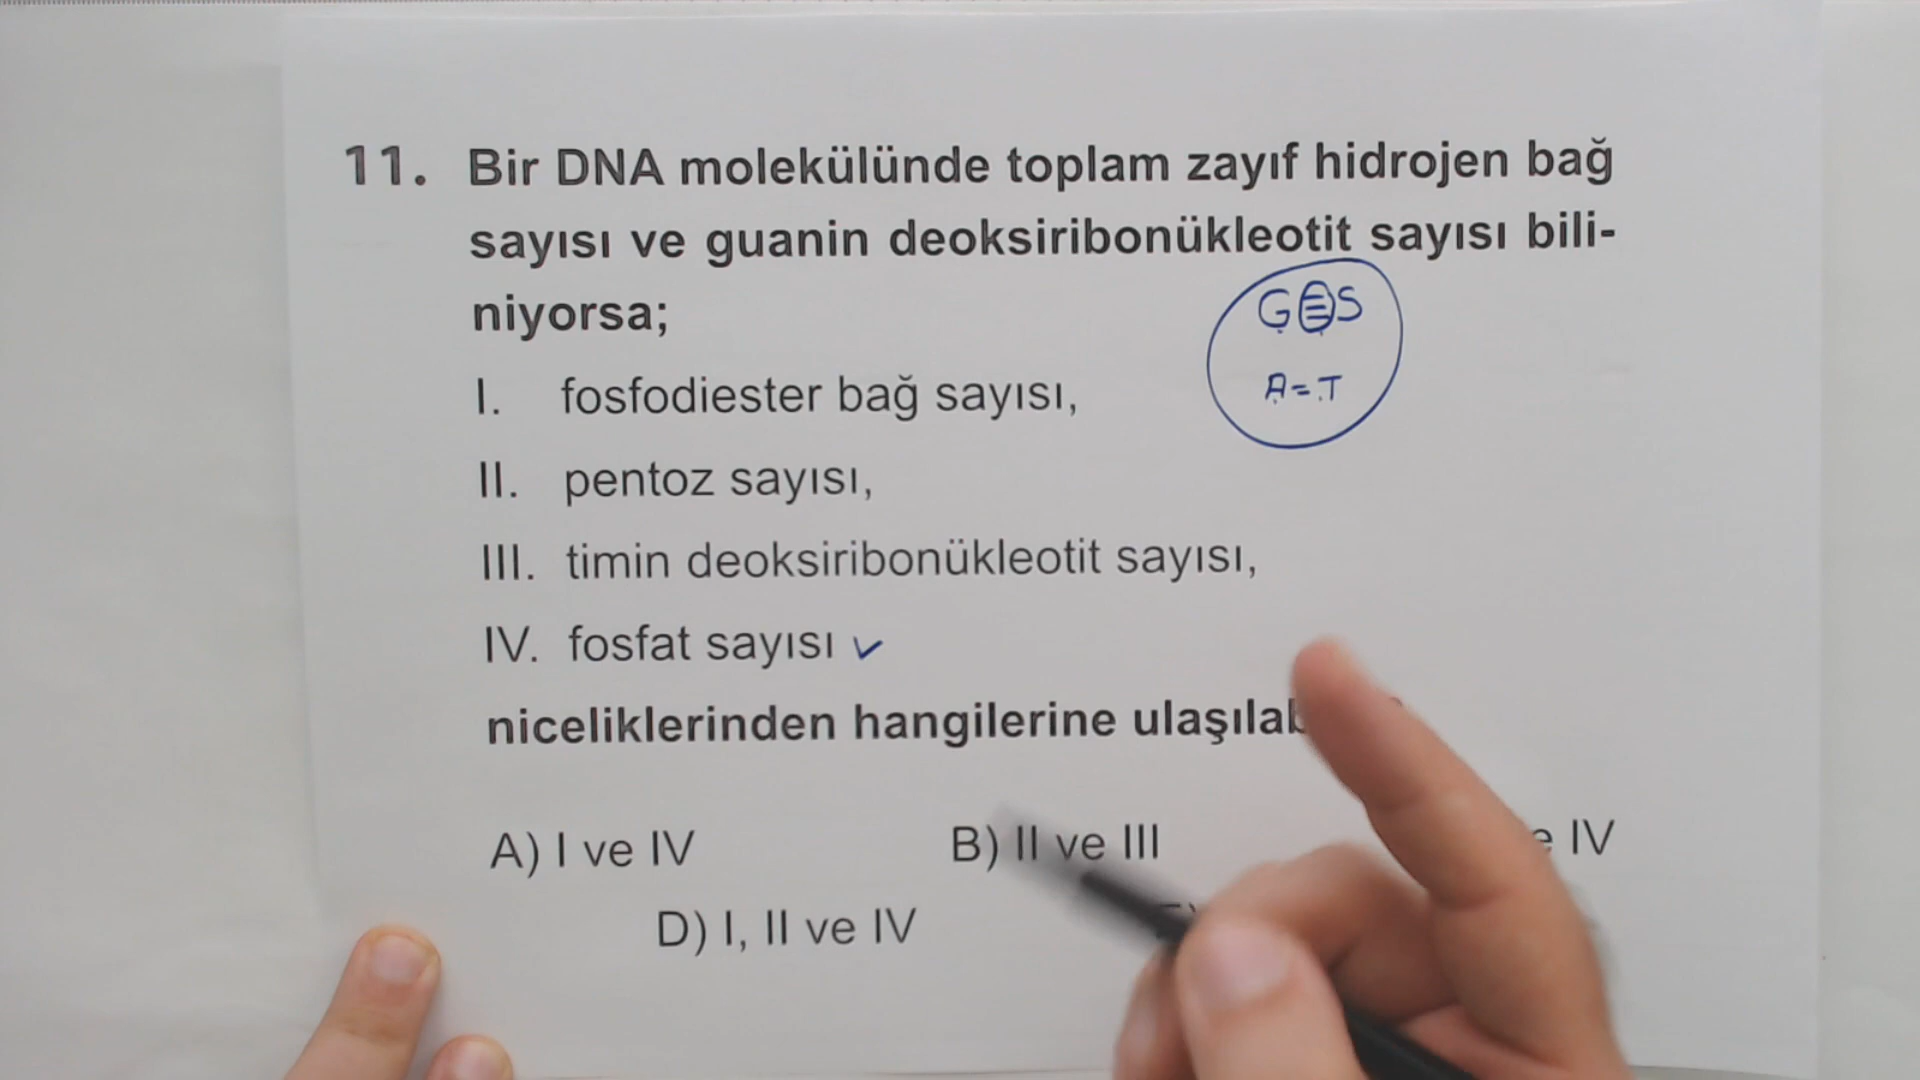 11. Bir DNA molekülünde toplam zayıf hidrojen bağ
sayısı ve guanin deoksiribonükleotit sayısı bili-
niyorsa;
G≡S
A=T
I. fosfodiester bağ sayısı,
II. pentoz sayısı,
III. timin deoksiribonükleotit sayısı,
IV. fosfat sayısı ✓
niceliklerinden hangilerine
A) I ve IV B) II ve III IV
D) I, II ve IV